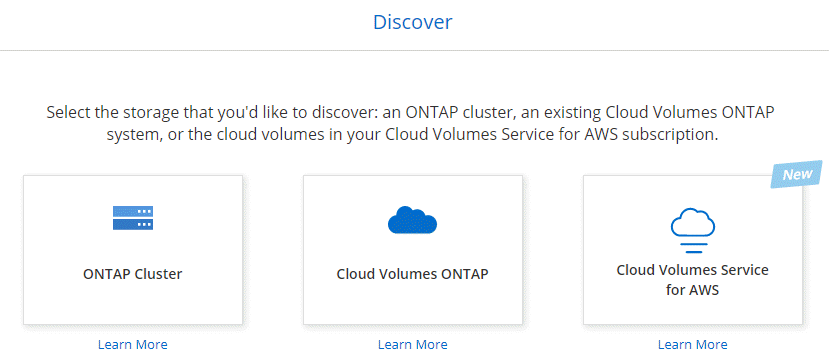 Discover
Select the storage that you'd like to discover: an ONTAP cluster, an existing Cloud Volumes ONTAP
system, or the cloud volumes in your Cloud Volumes Service for AWS subscription.
New
ONTAP Cluster
Cloud Volumes ONTAP
Cloud Volumes Service
for AWS
Learn More
Learn More
Learn More